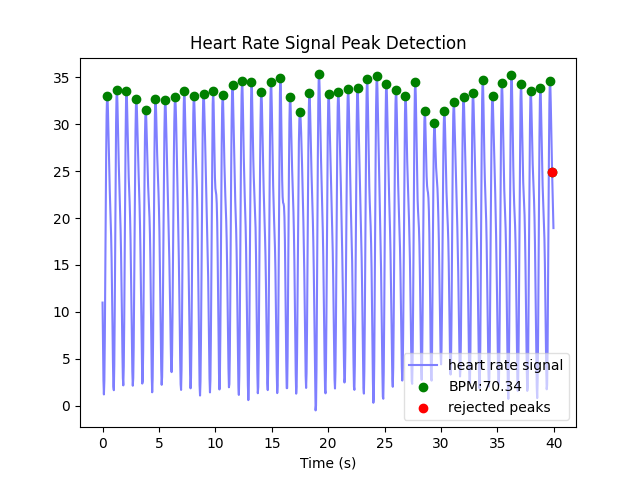 Heart Rate Signal Peak Detection
35
30
25
20
15
10
5
0
heart rate signal
BPM:70.34
rejected peaks
0 5 10 15 20 25 30 35 40
Time (s)